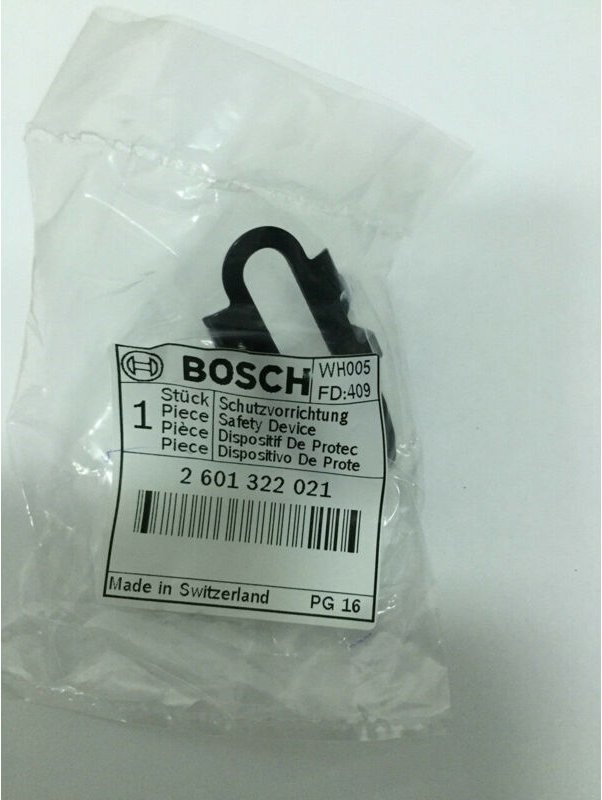 BOSCH
WH005
FD:409
1
Stück
Piece
Pièce
Piece
Schutzvorrichtung
Safety Device
Dispositif De Protec
Dispositivo De Prote
2 601 322 021
Made in Switzerland
PG 16